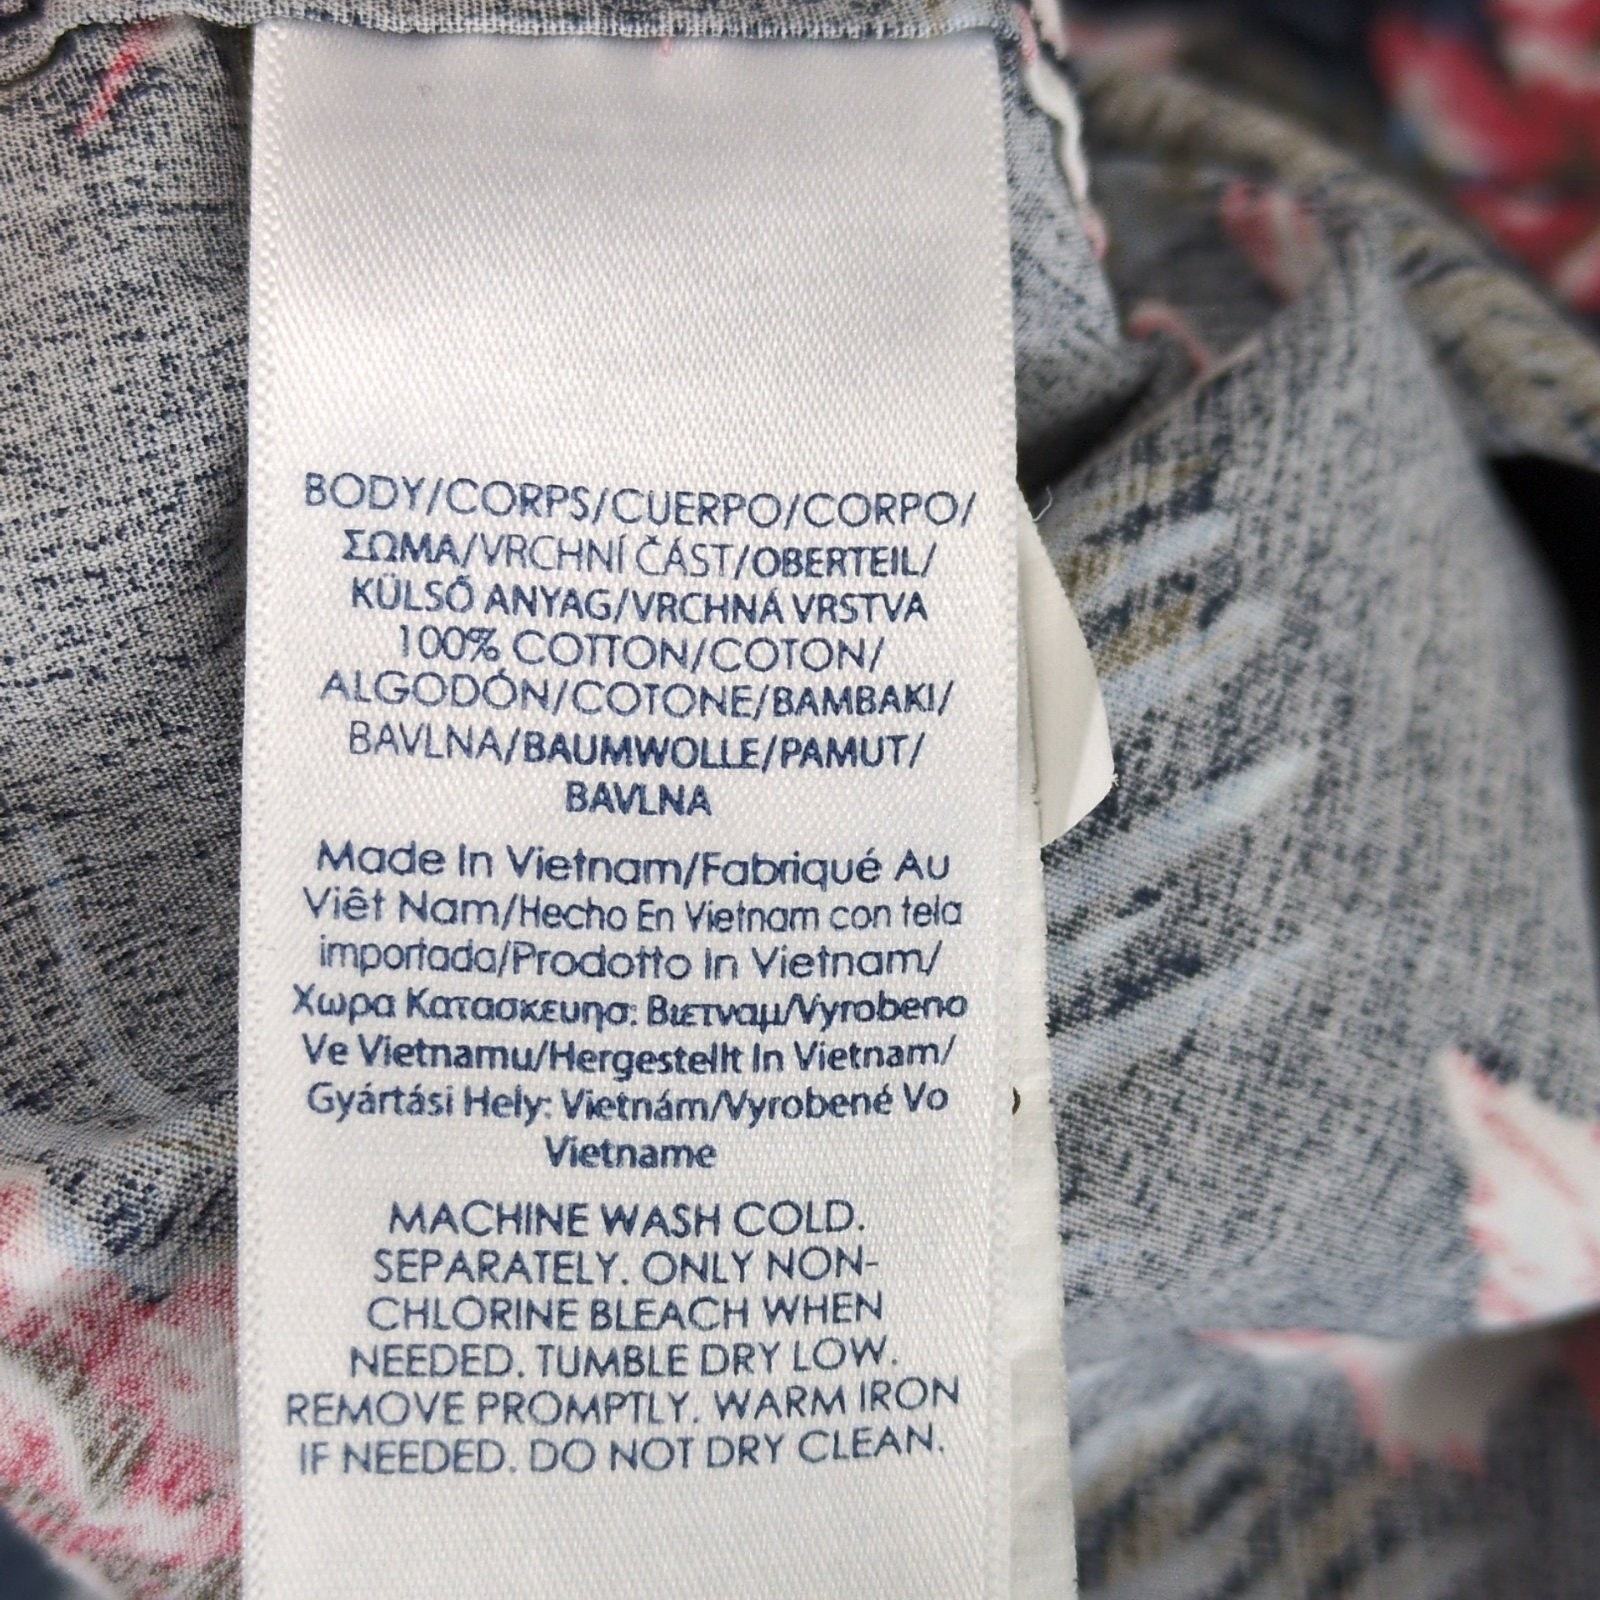 BODY/CORPS/CUERPO/CORPO/
ΣΩΜΑ/VRCHNÍ ČÁST/OBERTEIL/
KÜLSŐ ANYAG/VRCHNÁ VRSTVA
100% COTTON/COTON/
ALGODÓN/COTONE/BAMBAKI/
BAVLNA/BAUMWOLLE/PAMUT/
BAVLNA
Made In Vietnam/Fabriqué Au
Viêt Nam/Hecho En Vietnam con tela
importada/Prodotto In Vietnam/
Χωρα Κατασκευησ: Βιετναμ/Vyrobeno
Ve Vietnamu/Hergestellt In Vietnam/
Gyártási Hely: Vietnám/Vyrobené Vo
Vietname
MACHINE WASH COLD.
SEPARATELY. ONLY NON-
CHLORINE BLEACH WHEN
NEEDED. TUMBLE DRY LOW.
REMOVE PROMPTLY. WARM IRON
IF NEEDED. DO NOT DRY CLEAN.